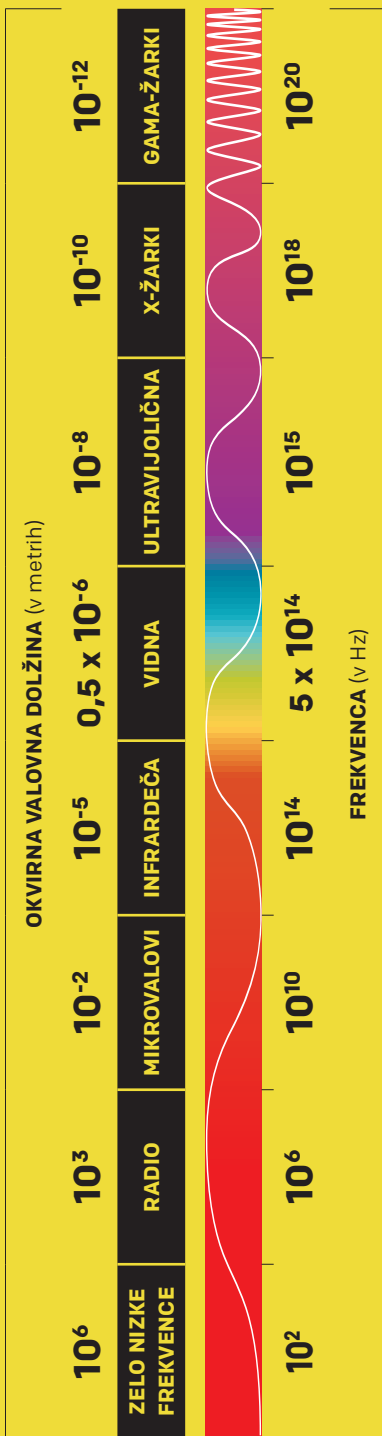 OKVIRNA VALOVNA DOLŽINA (v metrih)
10⁶ 10³ 10⁻² 10⁻⁵ 0,5 x 10⁻⁶ 10⁻⁸ 10⁻¹⁰ 10⁻¹²
ZELO NIZKE
FREKVENCE
RADIO
MIKROVALOVI
INFRARDEČA
VIDNA
ULTRAVIJOLIČNA
X-ŽARKI
GAMA-ŽARKI
10² 10⁶ 10¹⁰ 10¹⁴ 5 x 10¹⁴ 10¹⁵ 10¹⁸ 10²⁰
FREKVENCA (v Hz)